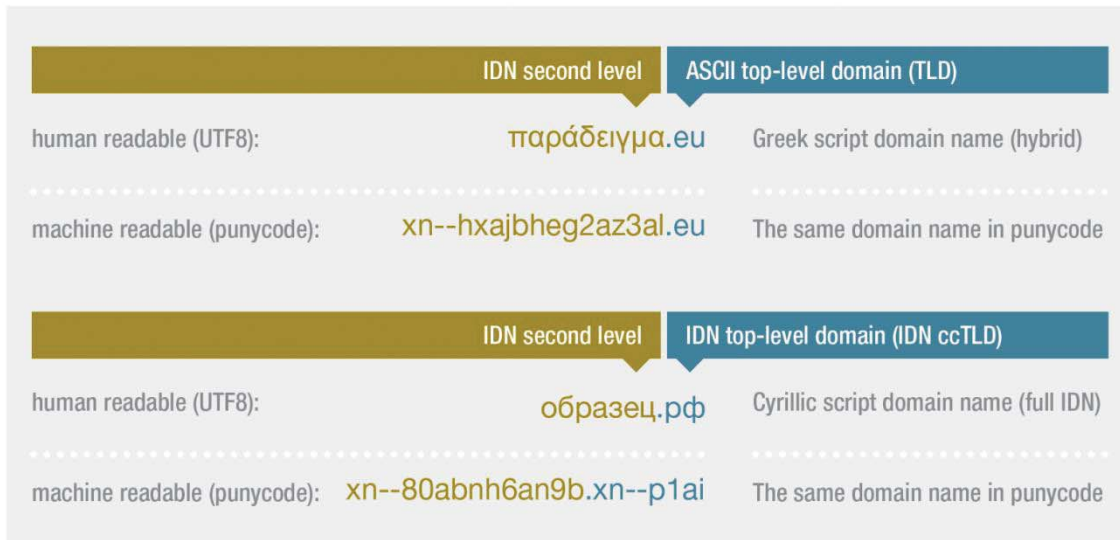 IDN second level ASCII top-level domain (TLD)
human readable (UTF8): παράδειγμα.eu Greek script domain name (hybrid)
machine readable (punycode): xn--hxajbheg2az3al.eu The same domain name in punycode
IDN second level IDN top-level domain (IDN ccTLD)
human readable (UTF8): образец.рф Cyrillic script domain name (full IDN)
machine readable (punycode): xn--80abnh6an9b.xn--p1ai The same domain name in punycode